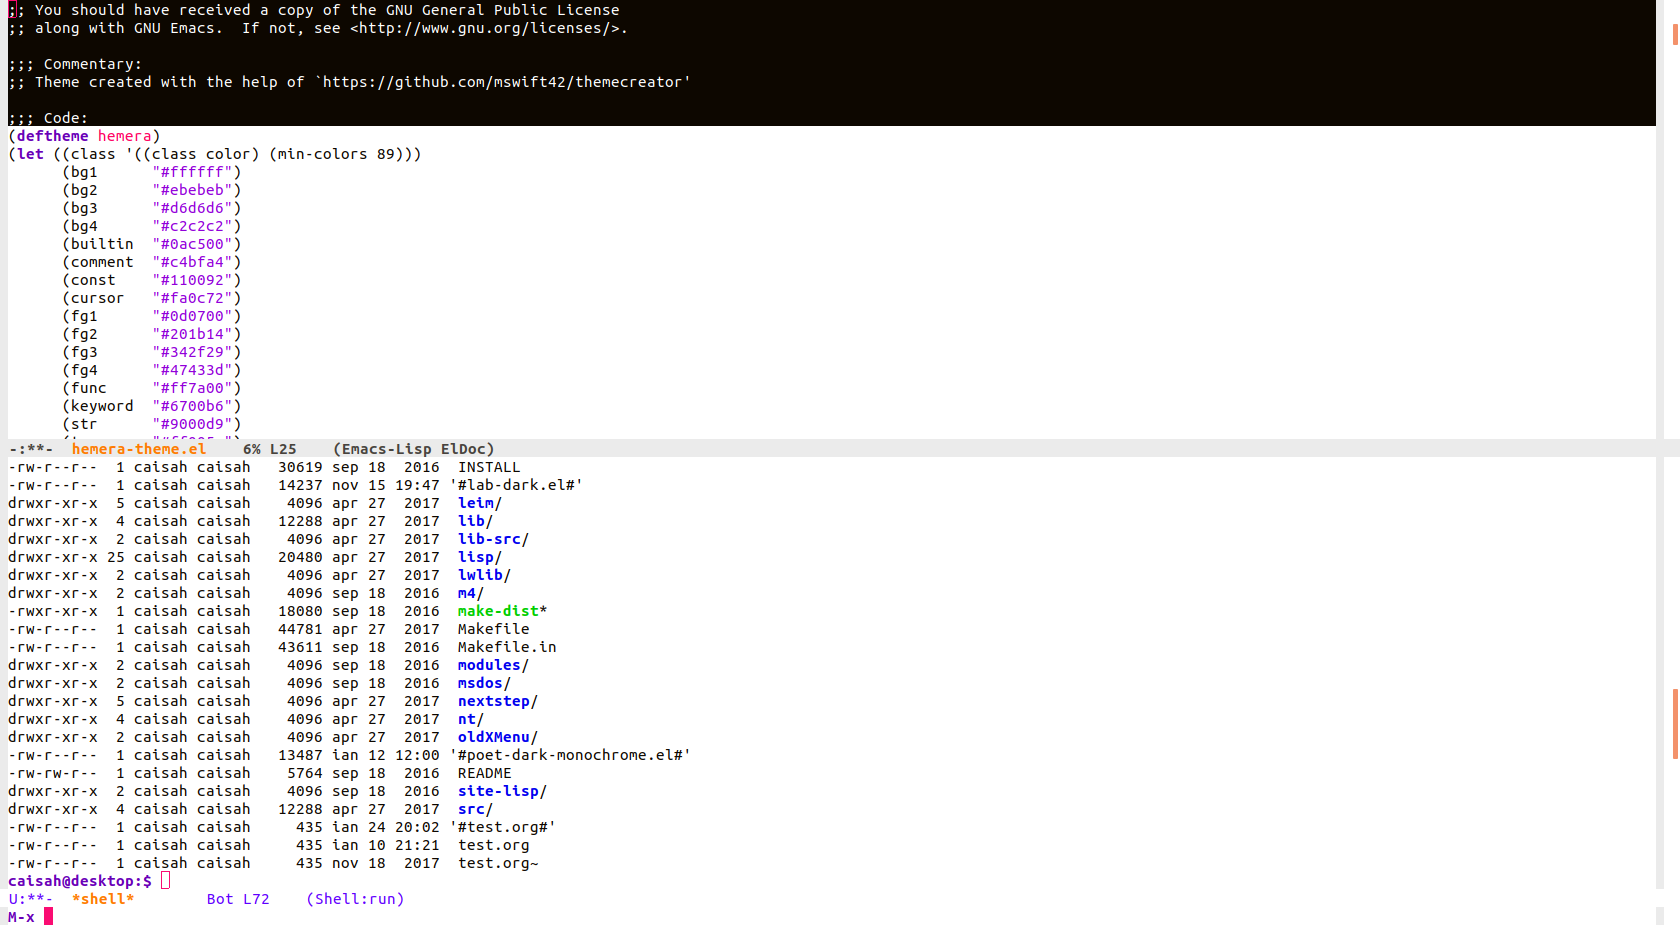 ;; You should have received a copy of the GNU General Public License
;; along with GNU Emacs.  If not, see <http://www.gnu.org/licenses/>.

;;; Commentary:
;; Theme created with the help of `https://github.com/mswift42/themecreator'

;;; Code:
(deftheme hemera)
(let ((class '((class color) (min-colors 89)))
      (bg1      "#ffffff")
      (bg2      "#ebebeb")
      (bg3      "#d6d6d6")
      (bg4      "#c2c2c2")
      (builtin  "#0ac500")
      (comment  "#c4bfa4")
      (const    "#110092")
      (cursor   "#fa0c72")
      (fg1      "#0d0700")
      (fg2      "#201b14")
      (fg3      "#342f29")
      (fg4      "#47433d")
      (func     "#ff7a00")
      (keyword  "#6700b6")
      (str      "#9000d9")
-:**-  hemera-theme.el    6% L25    (Emacs-Lisp ElDoc)
-rw-r--r--  1 caisah caisah   30619 sep 18  2016  INSTALL
-rw-r--r--  1 caisah caisah   14237 nov 15 19:47 '#lab-dark.el#'
drwxr-xr-x  5 caisah caisah    4096 apr 27  2017  leim/
drwxr-xr-x  4 caisah caisah   12288 apr 27  2017  lib/
drwxr-xr-x  2 caisah caisah    4096 apr 27  2017  lib-src/
drwxr-xr-x 25 caisah caisah   20480 apr 27  2017  lisp/
drwxr-xr-x  2 caisah caisah    4096 apr 27  2017  lwlib/
drwxr-xr-x  2 caisah caisah    4096 sep 18  2016  m4/
-rwxr-xr-x  1 caisah caisah   18080 sep 18  2016  make-dist*
-rw-r--r--  1 caisah caisah   44781 apr 27  2017  Makefile
-rw-r--r--  1 caisah caisah   43611 sep 18  2016  Makefile.in
drwxr-xr-x  2 caisah caisah    4096 sep 18  2016  modules/
drwxr-xr-x  2 caisah caisah    4096 sep 18  2016  msdos/
drwxr-xr-x  5 caisah caisah    4096 apr 27  2017  nextstep/
drwxr-xr-x  4 caisah caisah    4096 apr 27  2017  nt/
drwxr-xr-x  2 caisah caisah    4096 apr 27  2017  oldXMenu/
-rw-r--r--  1 caisah caisah   13487 ian 12 12:00 '#poet-dark-monochrome.el#'
-rw-rw-r--  1 caisah caisah    5764 sep 18  2016  README
drwxr-xr-x  2 caisah caisah    4096 sep 18  2016  site-lisp/
drwxr-xr-x  4 caisah caisah   12288 apr 27  2017  src/
-rw-r--r--  1 caisah caisah     435 ian 24 20:02 '#test.org#'
-rw-r--r--  1 caisah caisah     435 ian 10 21:21  test.org
-rw-r--r--  1 caisah caisah     435 nov 18  2017  test.org~
caisah@desktop:$
U:**-  *shell*        Bot L72    (Shell:run)
M-x